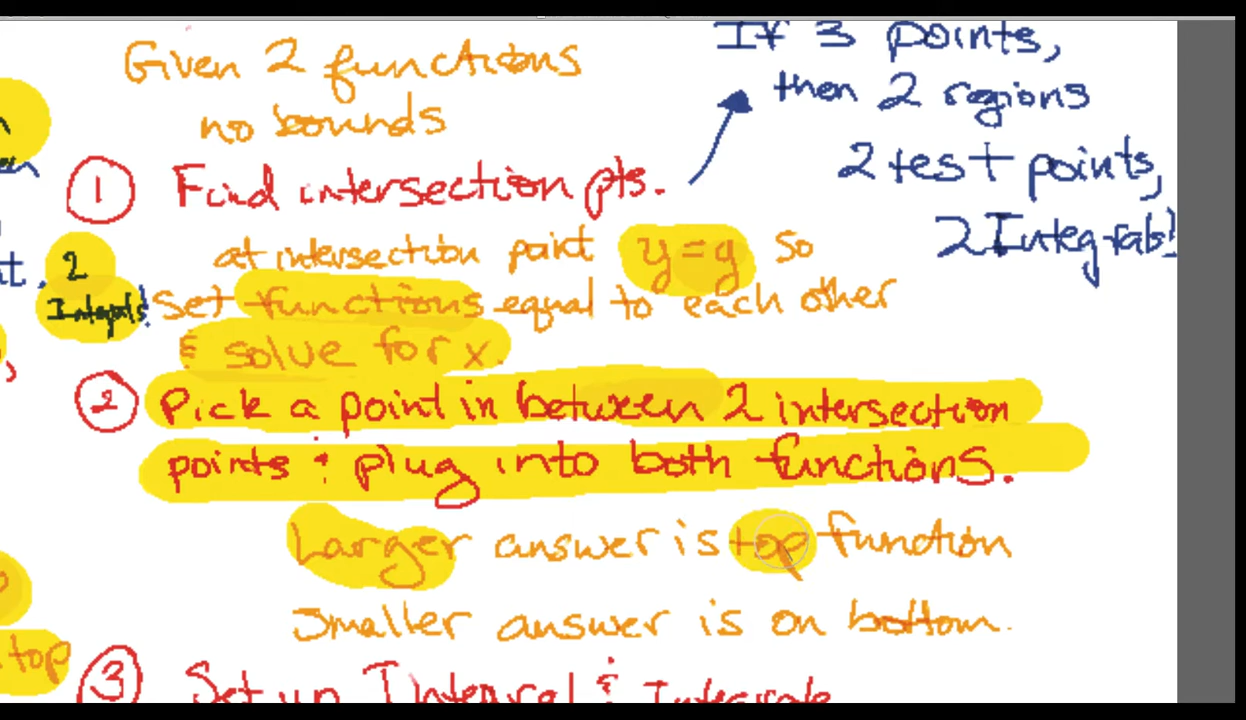 Given 2 functions
no bounds
If 3 points,
then 2 regions
2 test points,
2 Integrals!
① Find intersection pts.
at intersection point y=y so
2
Integrals!
set functions equal to each other
& solve for x.
② Pick a point in between 2 intersection
points & plug into both functions.
Larger answer is top function
Smaller answer is on bottom.
top
③ Set up Integral & Integrate